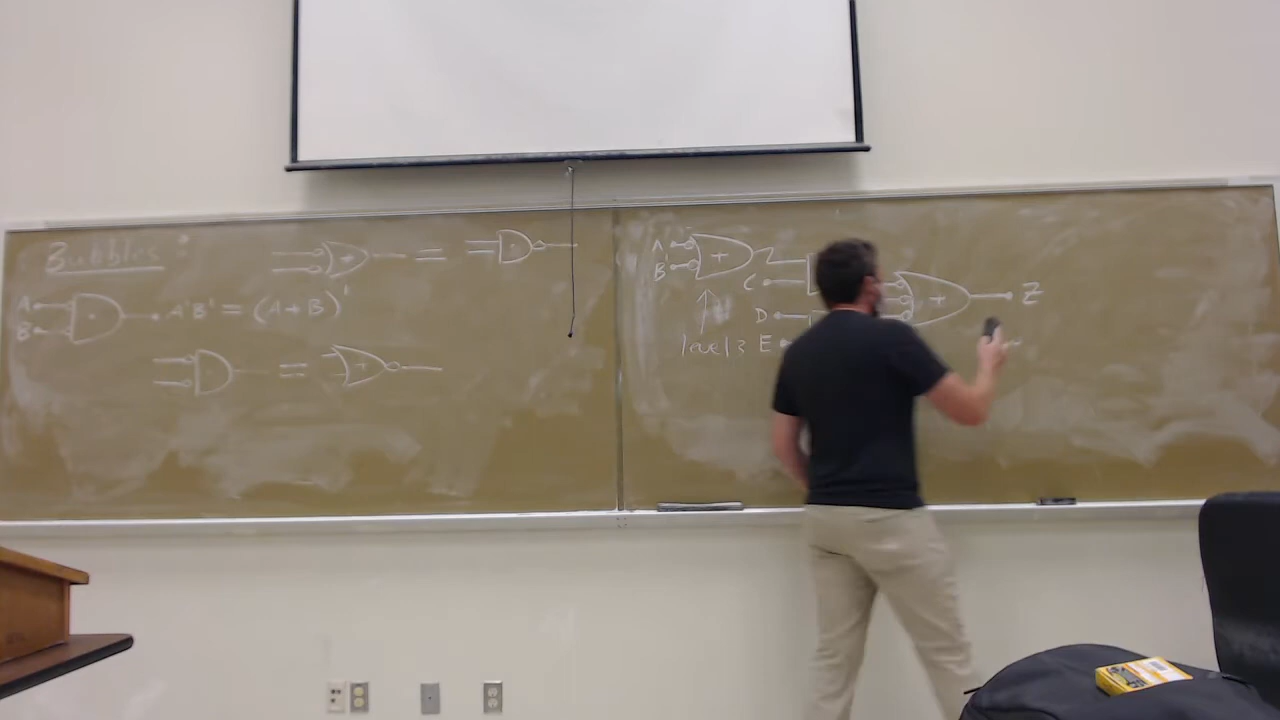 Bubbles :
+ = ·
A
B · A'B' = (A+B)'
= +
A
B' +
C
D
level 3 E
+ Z